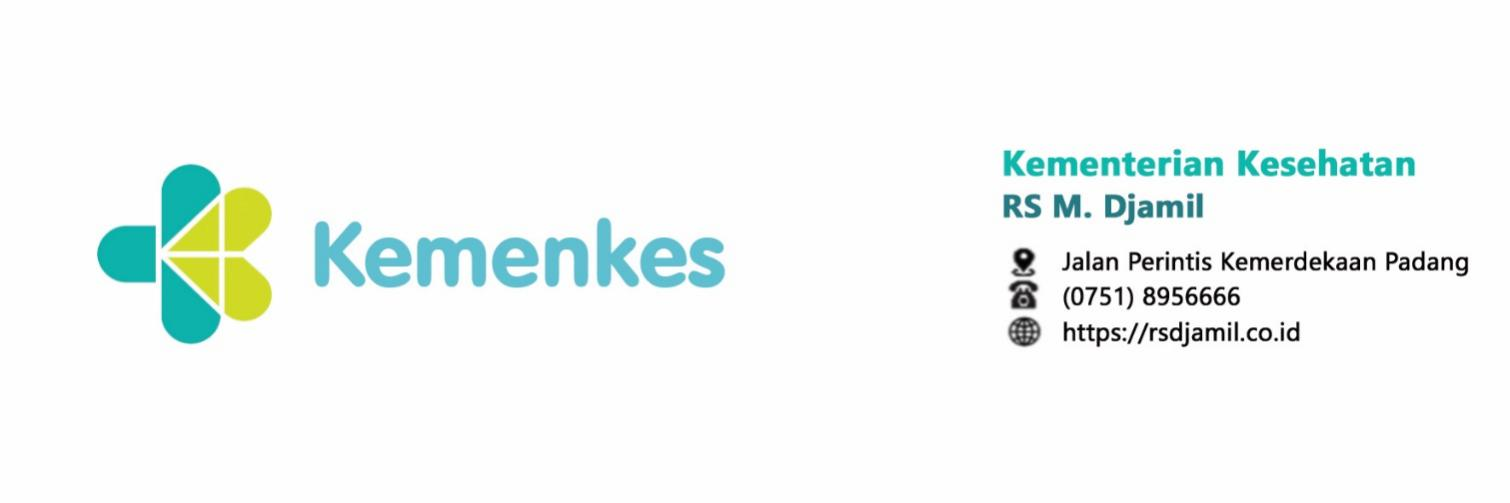 Kemenkes
Kementerian Kesehatan
RS M. Djamil
Jalan Perintis Kemerdekaan Padang
(0751) 8956666
https://rsdjamil.co.id